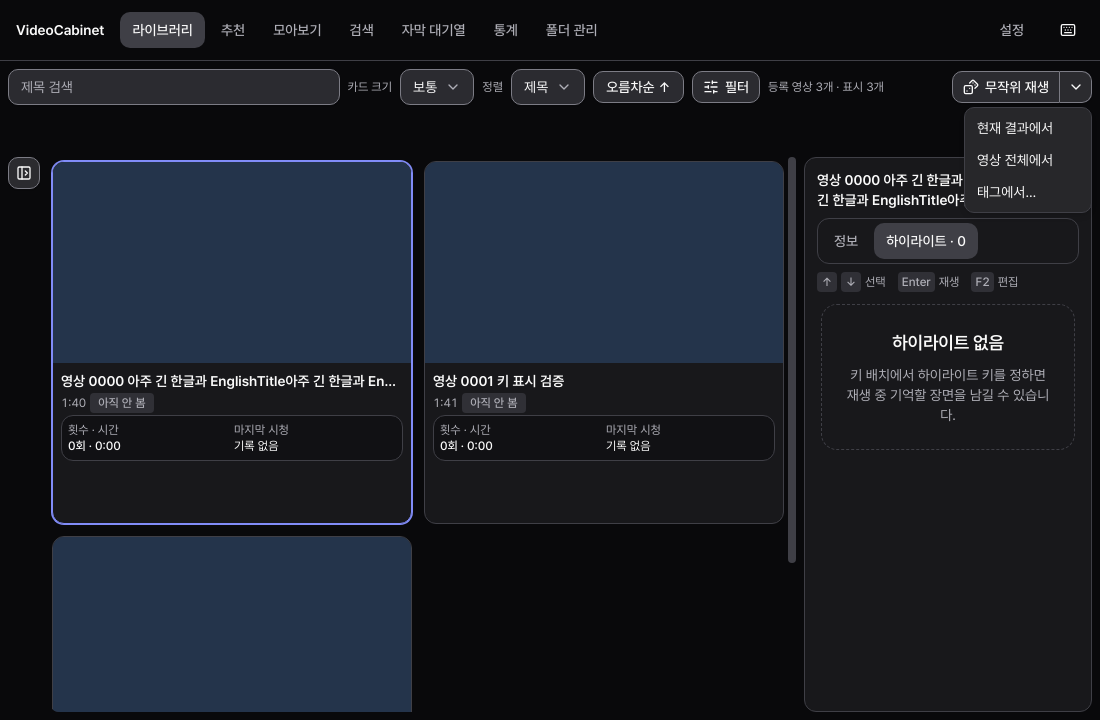 VideoCabinet 라이브러리 추천 모아보기 검색 자막 대기열 통계 폴더 관리 설정
제목 검색 카드 크기 보통 정렬 제목 오름차순 ↑ 필터 등록 영상 3개 · 표시 3개 무작위 재생
현재 결과에서
영상 전체에서
태그에서...
영상 0000 아주 긴 한글과 EnglishTitle아주 긴 한글과 En...
1:40 아직 안 봄
횟수 · 시간 마지막 시청
0회 · 0:00 기록 없음
영상 0001 키 표시 검증
1:41 아직 안 봄
횟수 · 시간 마지막 시청
0회 · 0:00 기록 없음
영상 0000 아주 긴 한글과
긴 한글과 EnglishTitle아주
정보 하이라이트 · 0
↑ ↓ 선택 Enter 재생 F2 편집
하이라이트 없음
키 배치에서 하이라이트 키를 정하면
재생 중 기억할 장면을 남길 수 있습니
다.